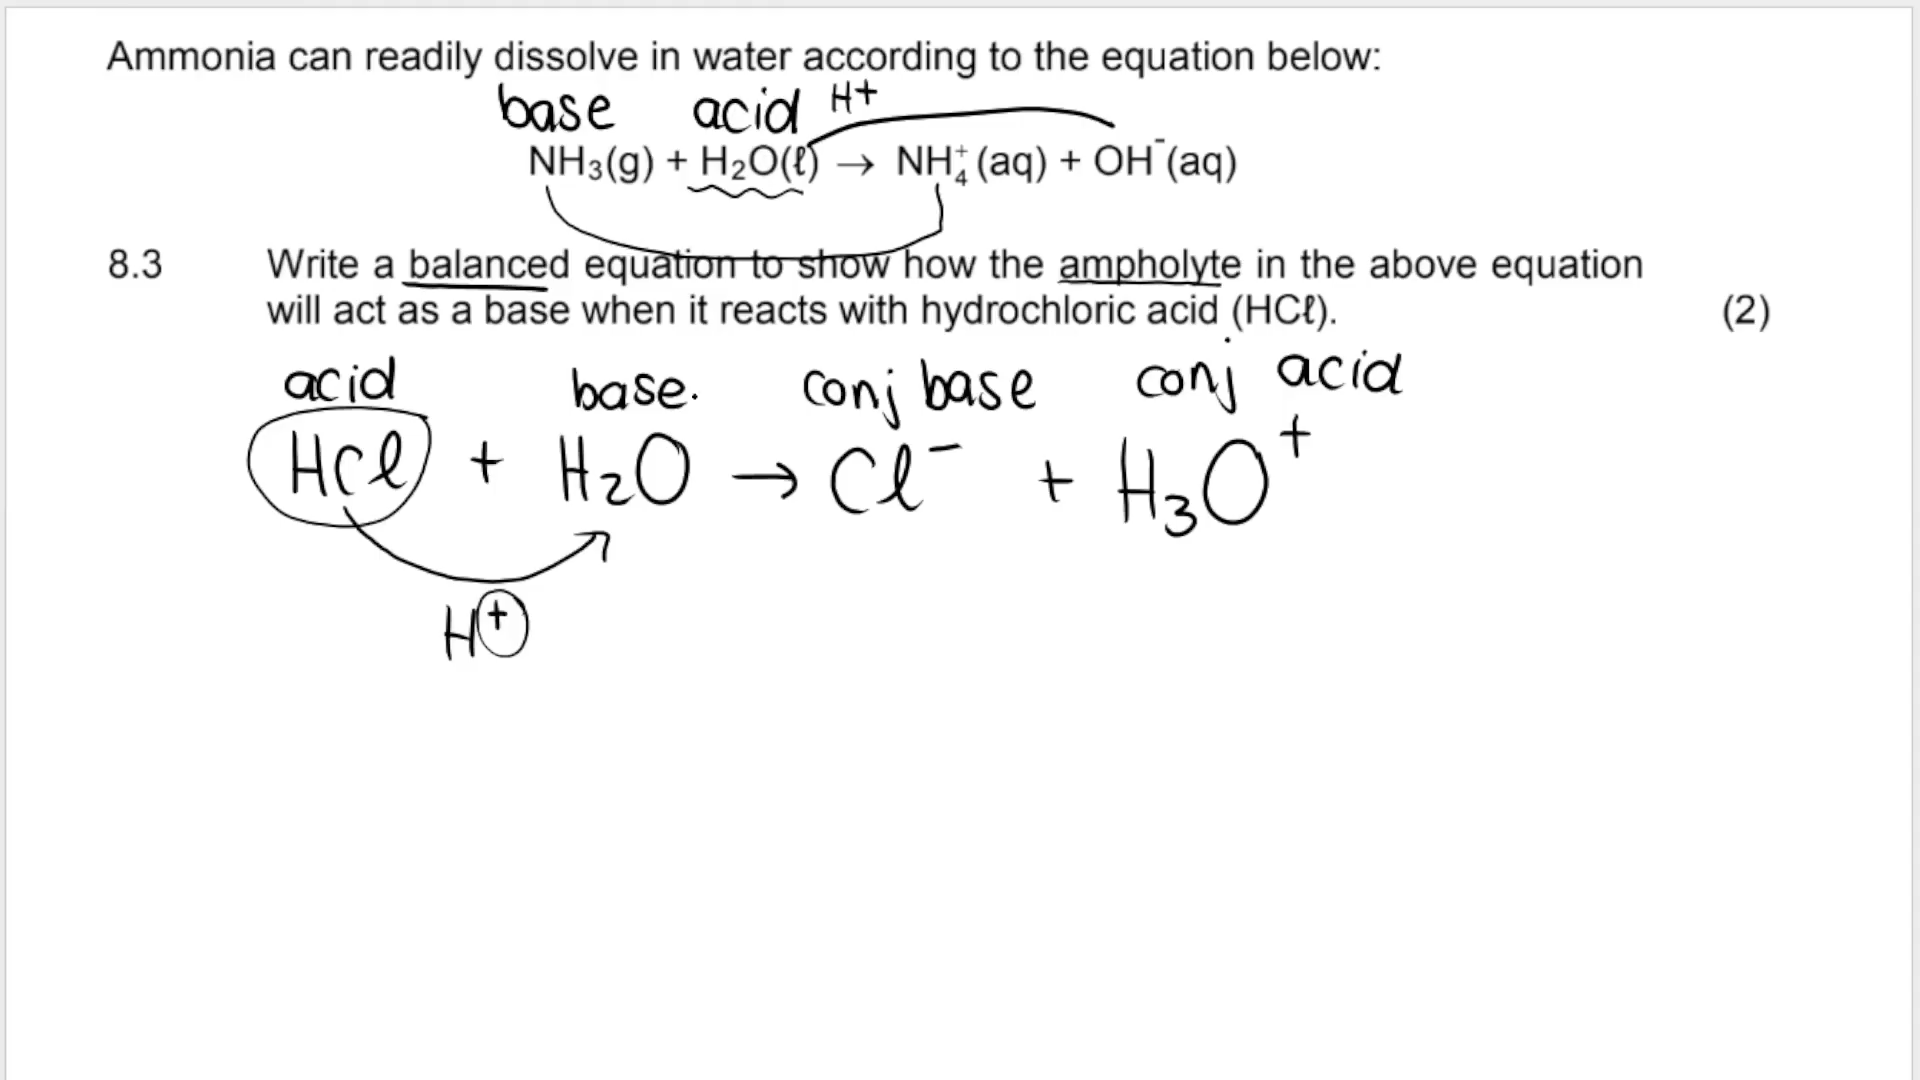 Ammonia can readily dissolve in water according to the equation below:
base acid H+
NH₃(g) + H₂O(ℓ) → NH₄⁺(aq) + OH⁻(aq)
8.3 Write a balanced equation to show how the ampholyte in the above equation
will act as a base when it reacts with hydrochloric acid (HCℓ). (2)
acid base. conj base conj acid
HCl + H₂O → Cl⁻ + H₃O⁺
H⁺